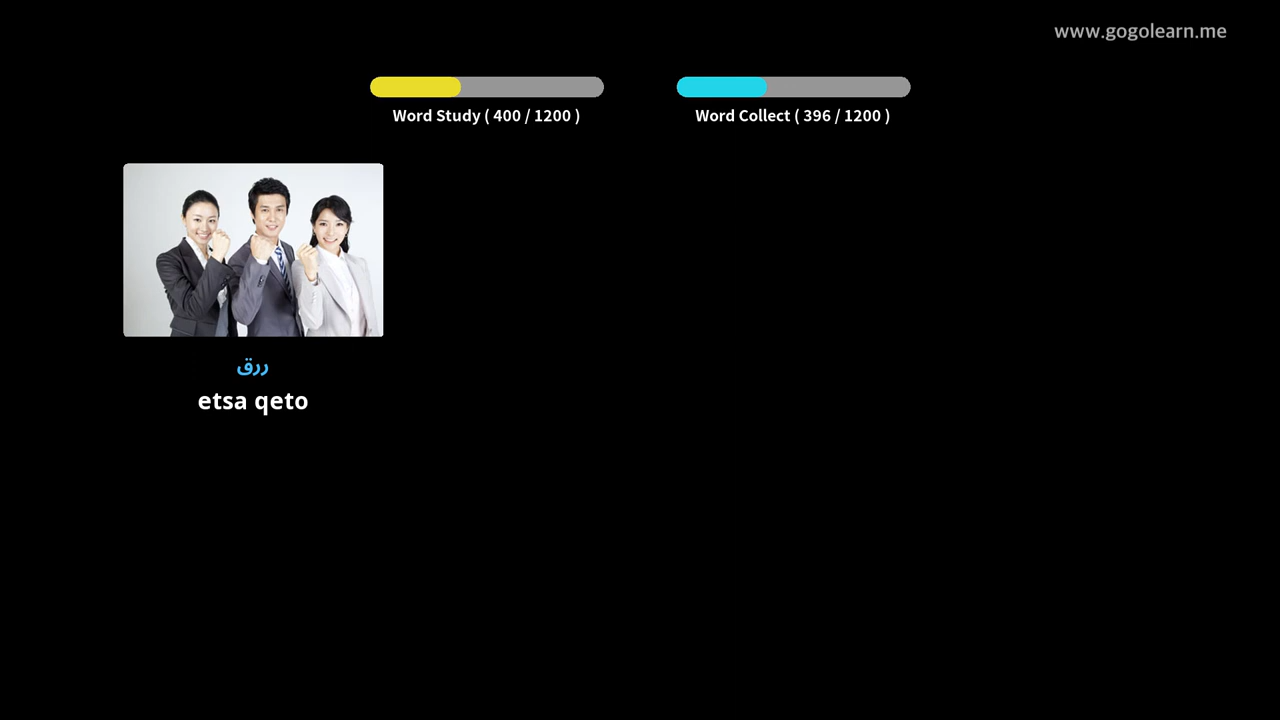 www.gogolearn.me
Word Study ( 400 / 1200 )
Word Collect ( 396 / 1200 )
ررق
etsa qeto